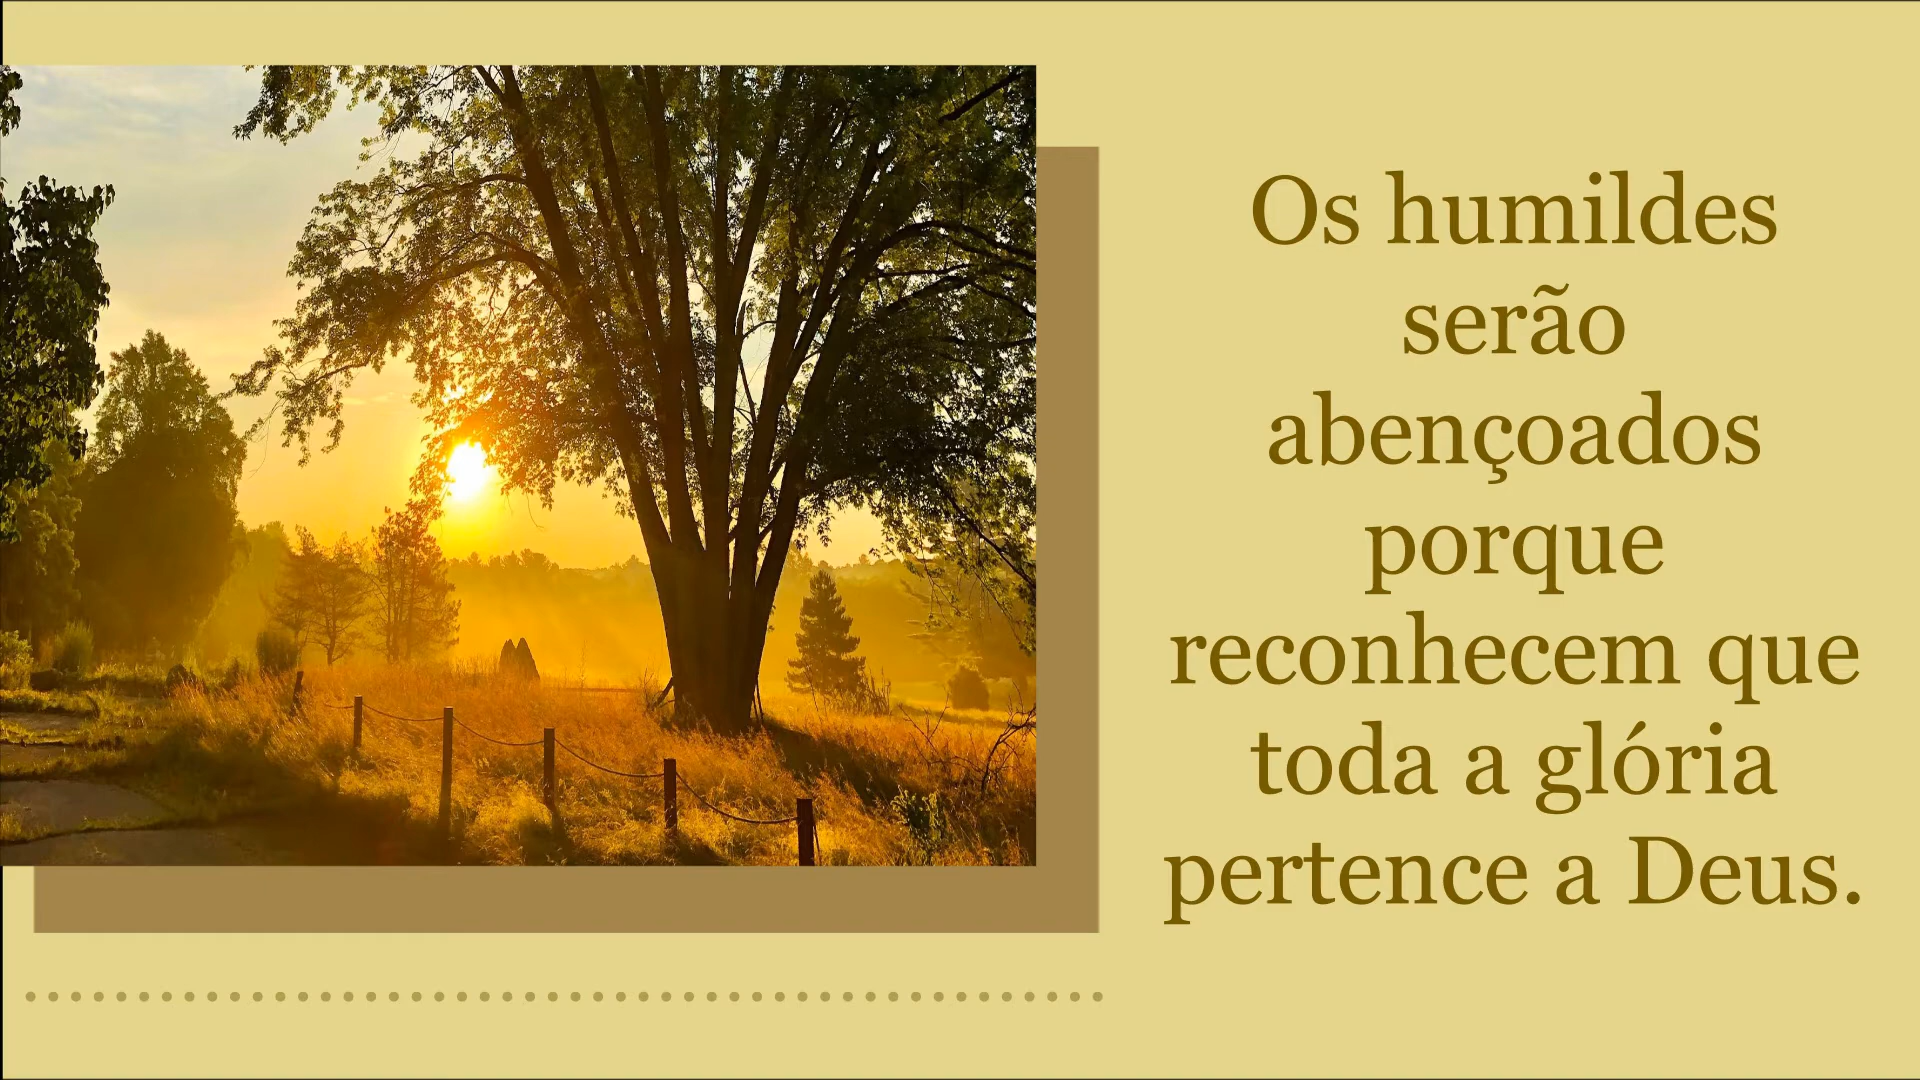 Os humildes
serão
abençoados
porque
reconhecem que
toda a glória
pertence a Deus.